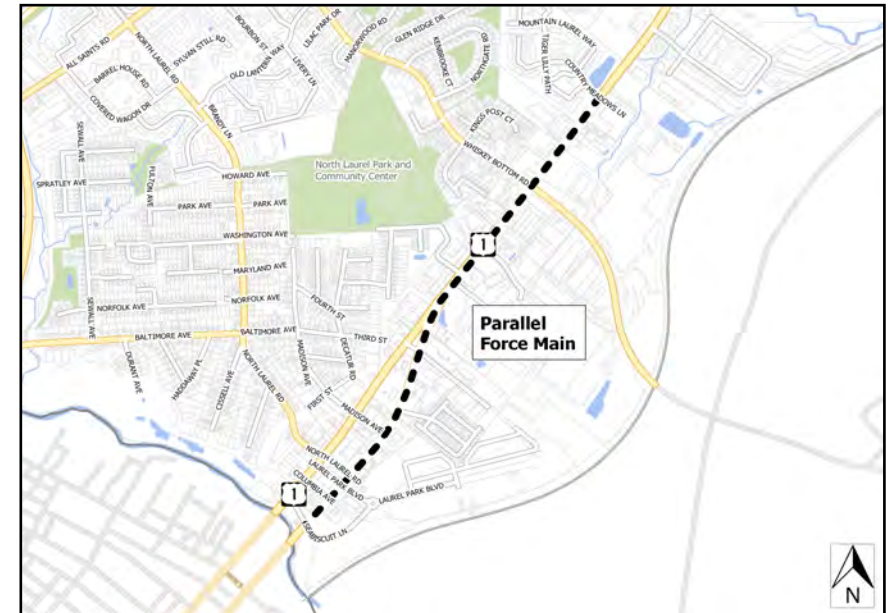 MOUNTAIN LAUREL WAY
GLEN RIDGE DR
MANORWOOD RD
LILAC PARK DR
BOURBON ST
SYLVAN STILL RD
NORTH LAUREL RD
ALL SAINTS RD
LIVERY LN
OLD LANTERN WAY
BARREL HOUSE RD
COVERED WAGON DR
BRANDY LN
KENBROOKE CT
NORTHGATE DR
TIGER LILLY PATH
COUNTRY MEADOWS LN
KINGS POST CT
WHISKEY BOTTOM RD
North Laurel Park and
Community Center
SEWALL AVE
FULTON AVE
SPRATLEY AVE
HOWARD AVE
PARK AVE
PARK AVE
WASHINGTON AVE
MARYLAND AVE
NORFOLK AVE
NORFOLK AVE
SEWALL AVE
BALTIMORE AVE
BALTIMORE AVE
FOURTH ST
THIRD ST
DECATUR RD
MADISON AVE
FIRST ST
MADISON AVE
DURANT AVE
HADDAWAY PL
CISSELL AVE
NORTH LAUREL RD
1
Parallel
Force Main
NORTH LAUREL RD
LAUREL PARK BLVD
COLUMBIA AVE
LAUREL PARK BLVD
1
SEABISCUIT LN
N